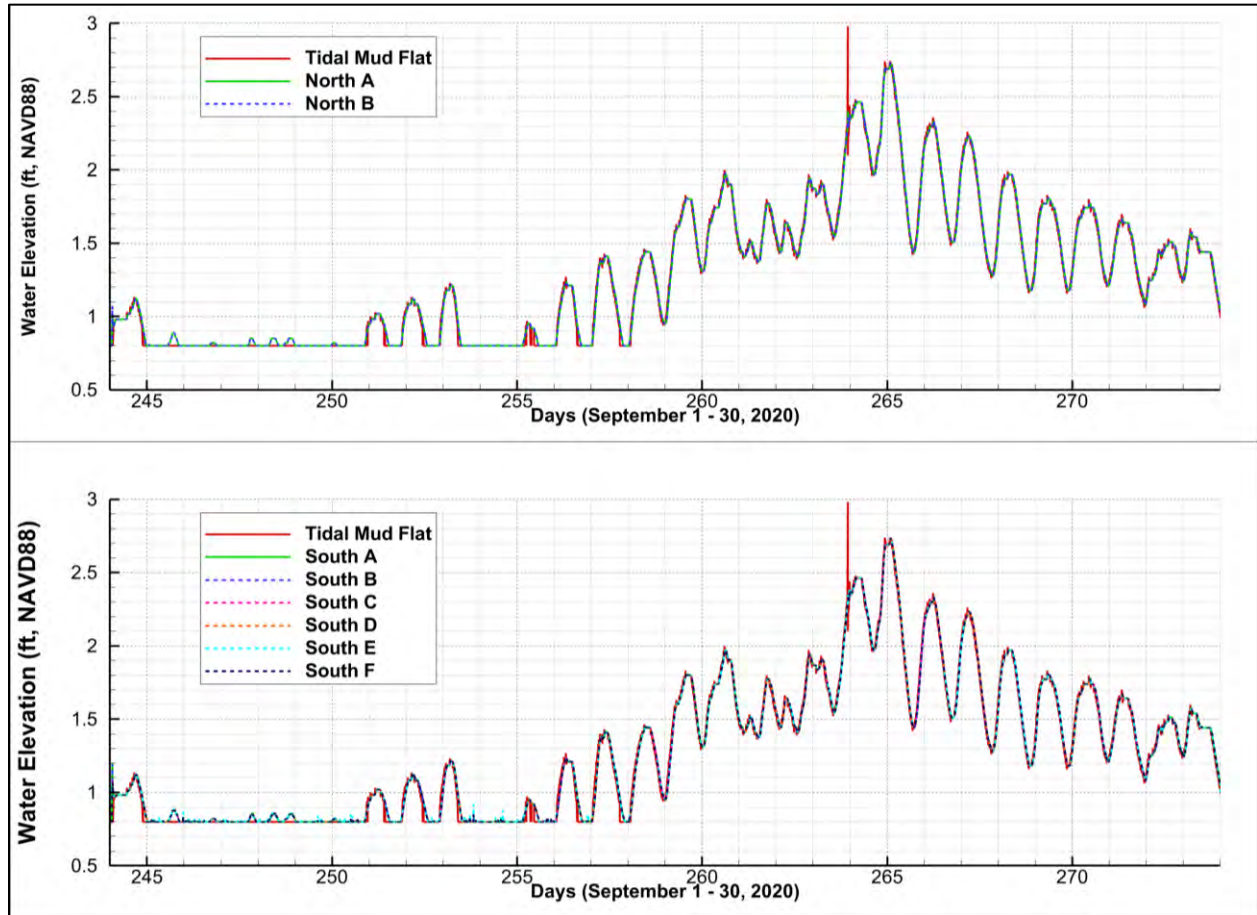 3
2.5
2
1.5
1
0.5
Water Elevation (ft, NAVD88)
Tidal Mud Flat
North A
North B
245 250 255 260 265 270
Days (September 1 - 30, 2020)
3
2.5
2
1.5
1
0.5
Water Elevation (ft, NAVD88)
Tidal Mud Flat
South A
South B
South C
South D
South E
South F
245 250 255 260 265 270
Days (September 1 - 30, 2020)